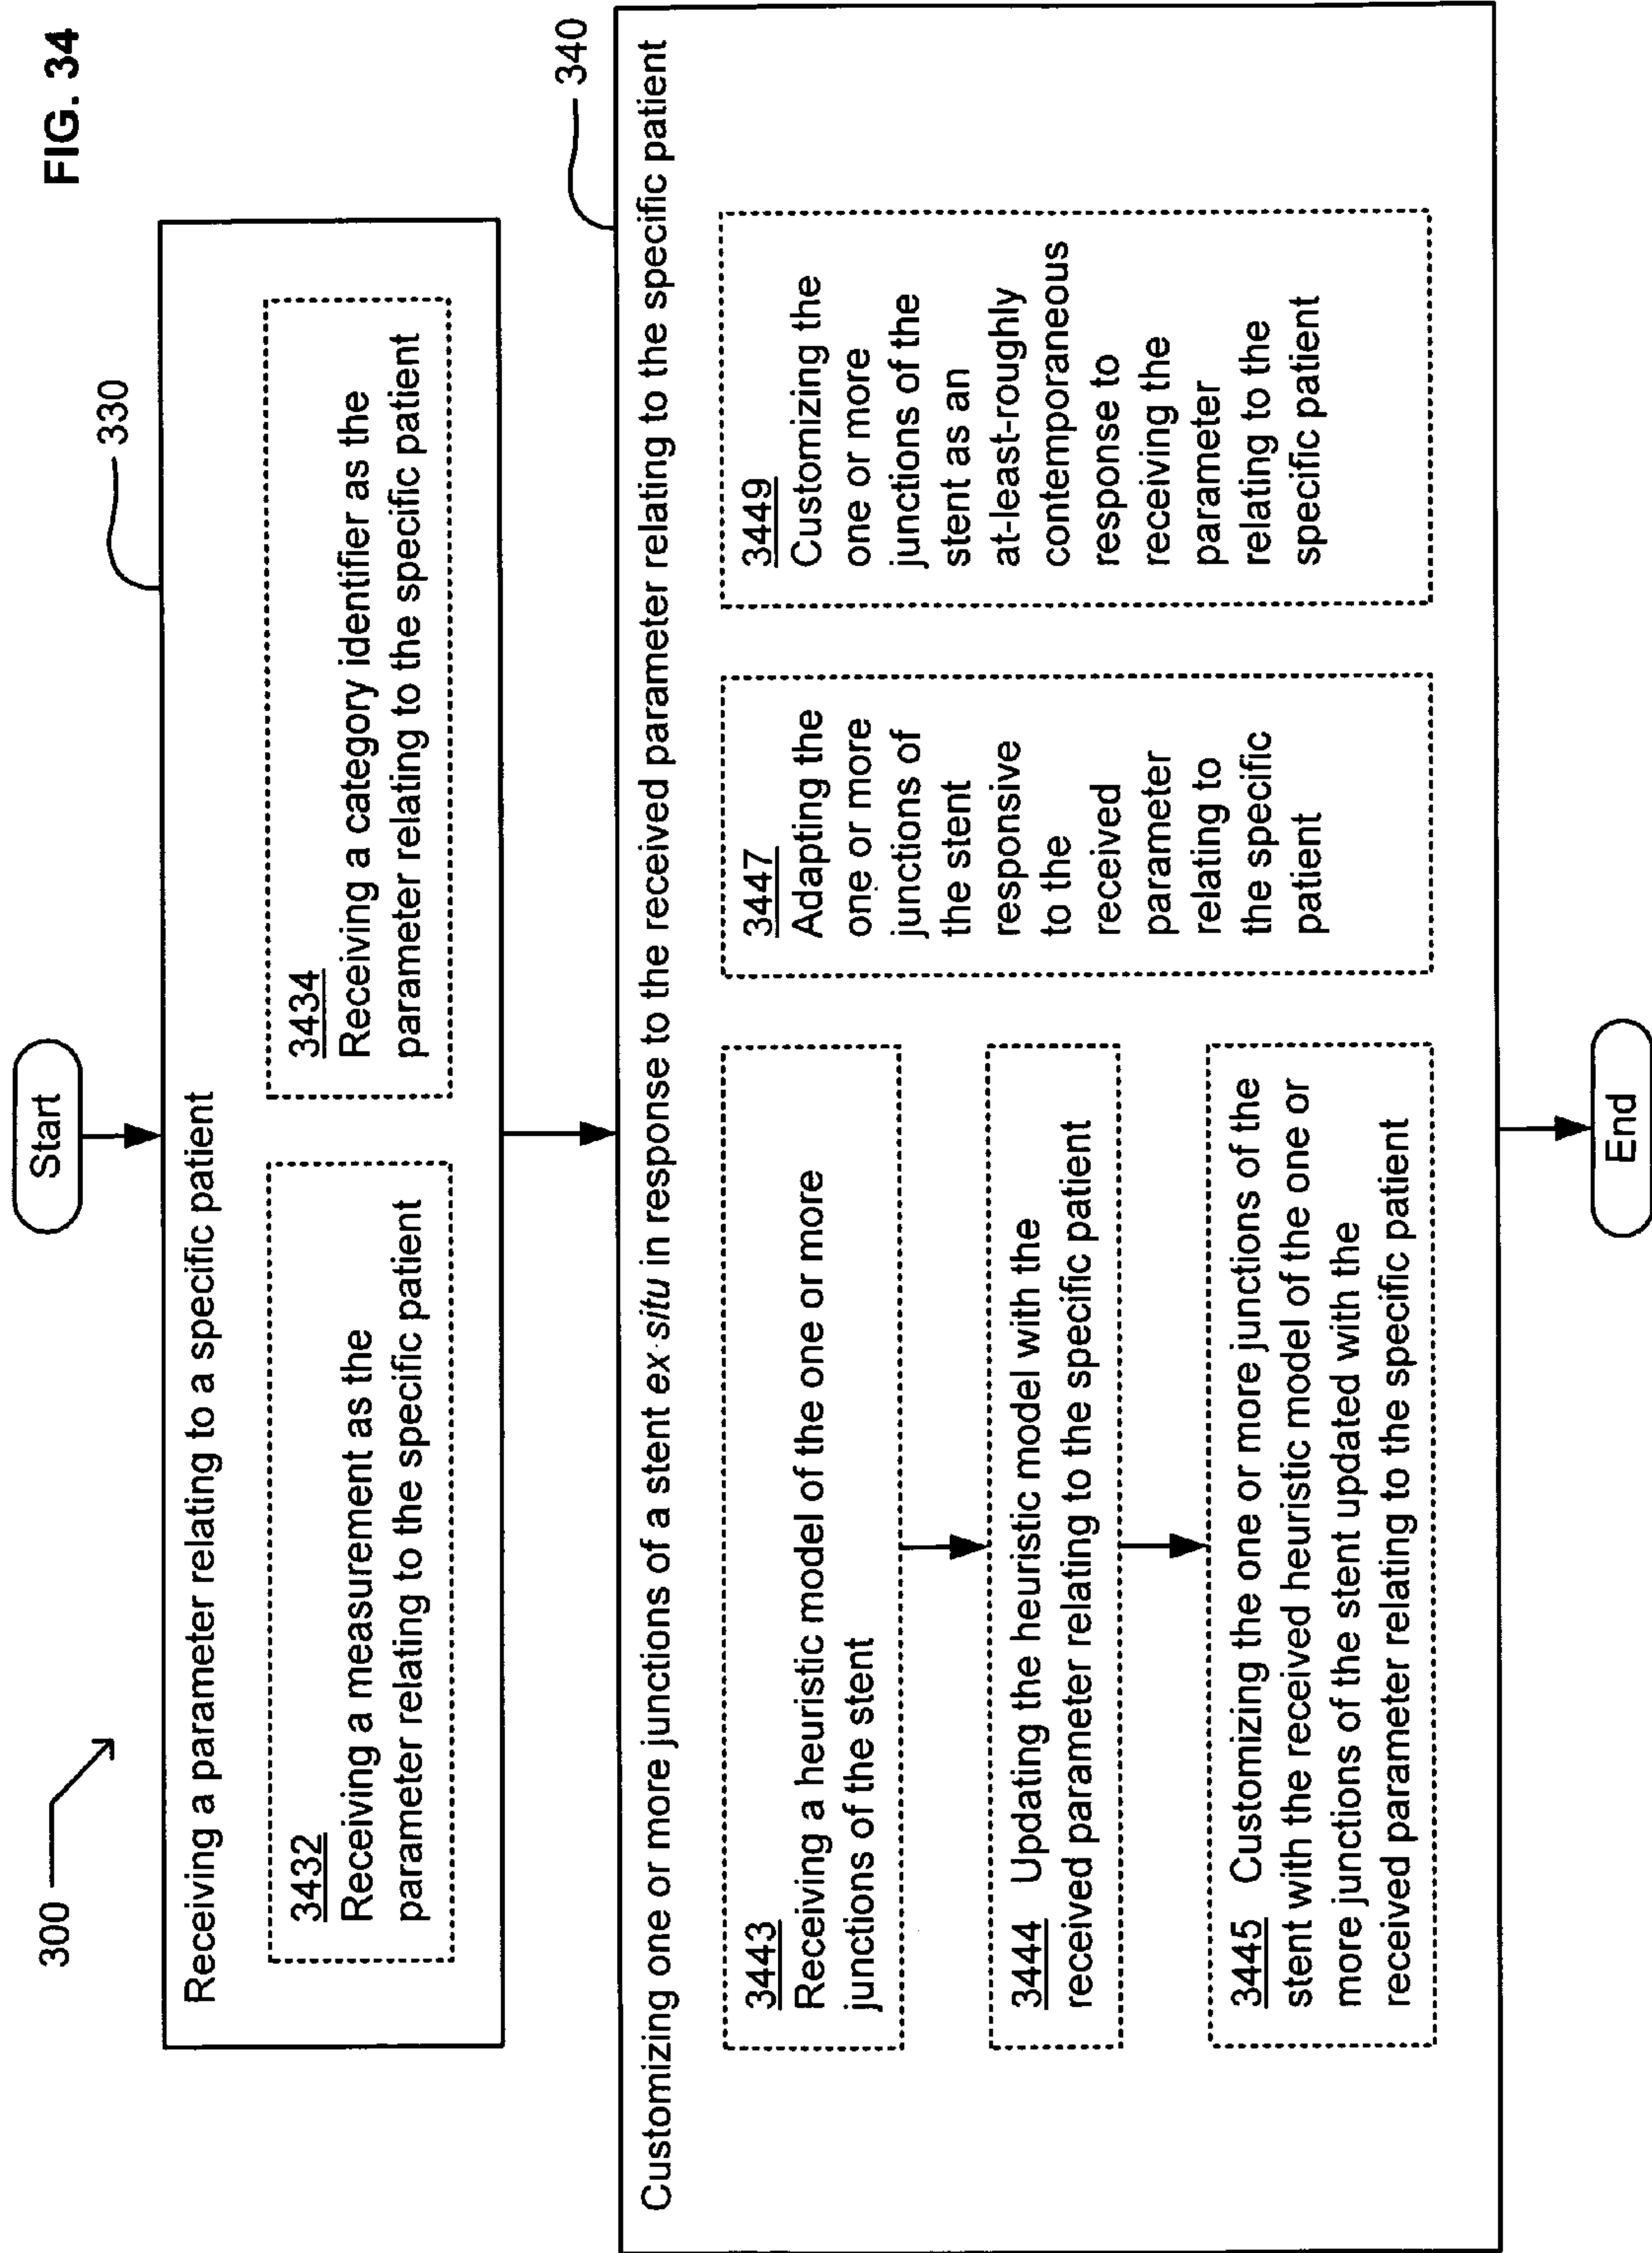 FIG. 34
300
Start
330
Receiving a parameter relating to a specific patient
3432
Receiving a measurement as the
parameter relating to the specific patient
3434
Receiving a category identifier as the
parameter relating to the specific patient
340
Customizing one or more junctions of a stent ex situ in response to the received parameter relating to the specific patient
3443
Receiving a heuristic model of the one or more
junctions of the stent
3444 Updating the heuristic model with the
received parameter relating to the specific patient
3445 Customizing the one or more junctions of the
stent with the received heuristic model of the one or
more junctions of the stent updated with the
received parameter relating to the specific patient
3447
Adapting the
one or more
junctions of
the stent
responsive
to the
received
parameter
relating to
the specific
patient
3449
Customizing the
one or more
junctions of the
stent as an
at-least-roughly
contemporaneous
response to
receiving the
parameter
relating to the
specific patient
End